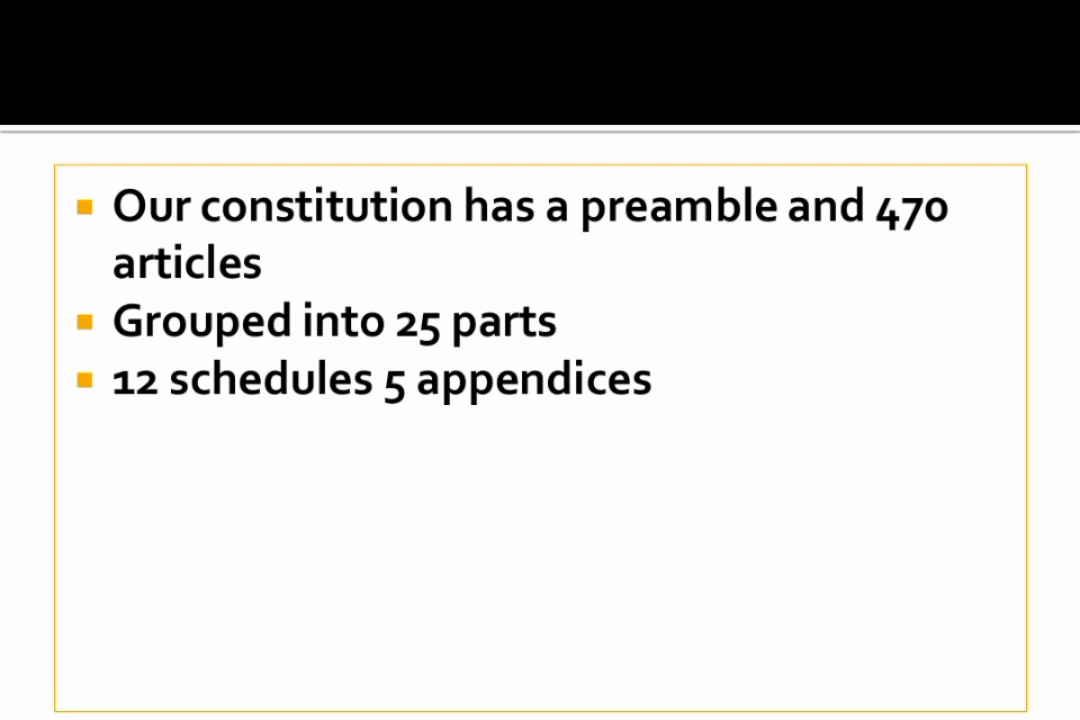 Our constitution has a preamble and 470
articles
Grouped into 25 parts
12 schedules 5 appendices